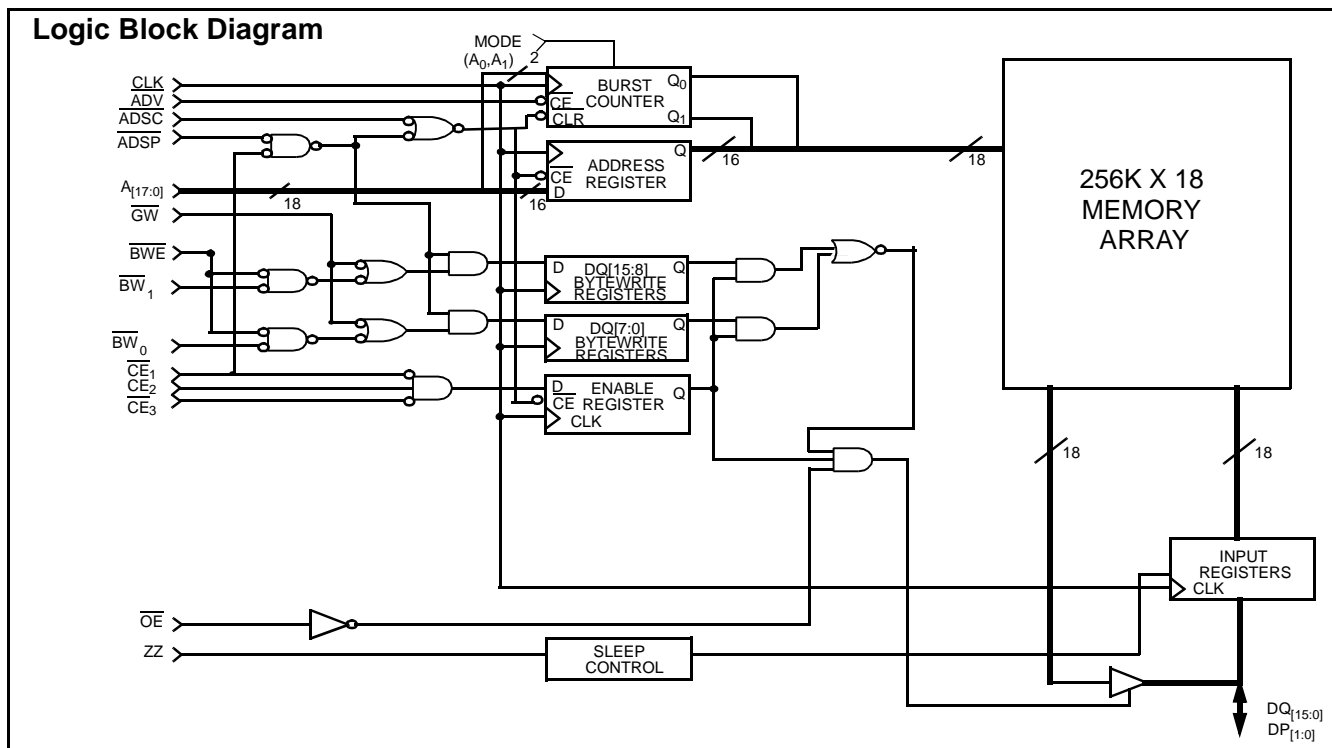 Logic Block Diagram
MODE
(A0,A1) 2
CLK
ADV
ADSC
ADSP
A[17:0]
18
GW
BWE
BW1
BW0
CE1
CE2
CE3
OE
ZZ
BURST
COUNTER
CE
CLR
Q0
Q1
ADDRESS
REGISTER
CE
D
Q
16
16
18
D
DQ[15:8]
BYTEWRITE
REGISTERS
Q
D
DQ[7:0]
BYTEWRITE
REGISTERS
Q
D
ENABLE
REGISTER
CE
CLK
Q
SLEEP
CONTROL
256K X 18
MEMORY
ARRAY
18
18
INPUT
REGISTERS
CLK
DQ[15:0]
DP[1:0]